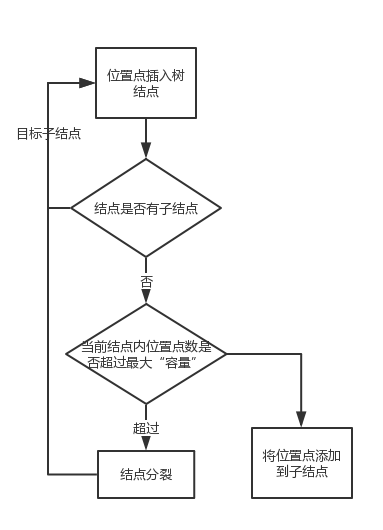 位置点插入树
结点
目标子结点
结点是否有子结点
否
当前结点内位置点数是
否超过最大“容量”
超过
结点分裂
将位置点添加
到子结点